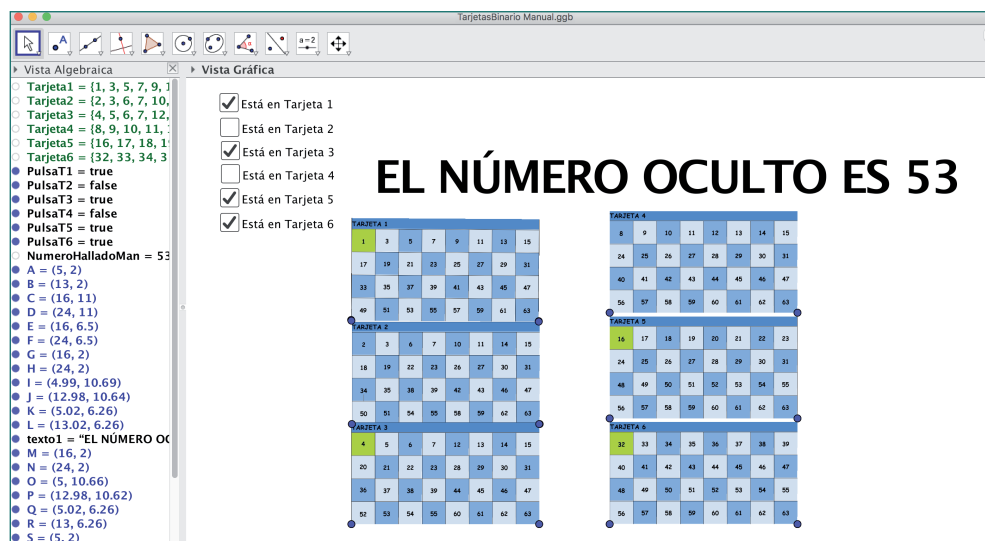 TarjetasBinario Manual.ggb
a=2
Vista Algebraica
Vista Gráfica
Tarjeta1 = {1, 3, 5, 7, 9, 1
Tarjeta2 = {2, 3, 6, 7, 10,
Tarjeta3 = {4, 5, 6, 7, 12,
Tarjeta4 = {8, 9, 10, 11, 1
Tarjeta5 = {16, 17, 18, 1
Tarjeta6 = {32, 33, 34, 3
PulsaT1 = true
PulsaT2 = false
PulsaT3 = true
PulsaT4 = false
PulsaT5 = true
PulsaT6 = true
NumeroHalladoMan = 53
A = (5, 2)
B = (13, 2)
C = (16, 11)
D = (24, 11)
E = (16, 6.5)
F = (24, 6.5)
G = (16, 2)
H = (24, 2)
I = (4.99, 10.69)
J = (12.98, 10.64)
K = (5.02, 6.26)
L = (13.02, 6.26)
texto1 = "EL NÚMERO OC
M = (16, 2)
N = (24, 2)
O = (5, 10.66)
P = (12.98, 10.62)
Q = (5.02, 6.26)
R = (13, 6.26)
S = (5, 2)
Está en Tarjeta 1
Está en Tarjeta 2
Está en Tarjeta 3
Está en Tarjeta 4
Está en Tarjeta 5
Está en Tarjeta 6
EL NÚMERO OCULTO ES 53
TARJETA 1
1 3 5 7 9 11 13 15
17 19 21 23 25 27 29 31
33 35 37 39 41 43 45 47
49 51 53 55 57 59 61 63
TARJETA 2
2 3 6 7 10 11 14 15
18 19 22 23 26 27 30 31
34 35 38 39 42 43 46 47
50 51 54 55 58 59 62 63
TARJETA 3
4 5 6 7 12 13 14 15
20 21 22 23 28 29 30 31
36 37 38 39 44 45 46 47
52 53 54 55 60 61 62 63
TARJETA 4
8 9 10 11 12 13 14 15
24 25 26 27 28 29 30 31
40 41 42 43 44 45 46 47
56 57 58 59 60 61 62 63
TARJETA 5
16 17 18 19 20 21 22 23
24 25 26 27 28 29 30 31
48 49 50 51 52 53 54 55
56 57 58 59 60 61 62 63
TARJETA 6
32 33 34 35 36 37 38 39
40 41 42 43 44 45 46 47
48 49 50 51 52 53 54 55
56 57 58 59 60 61 62 63